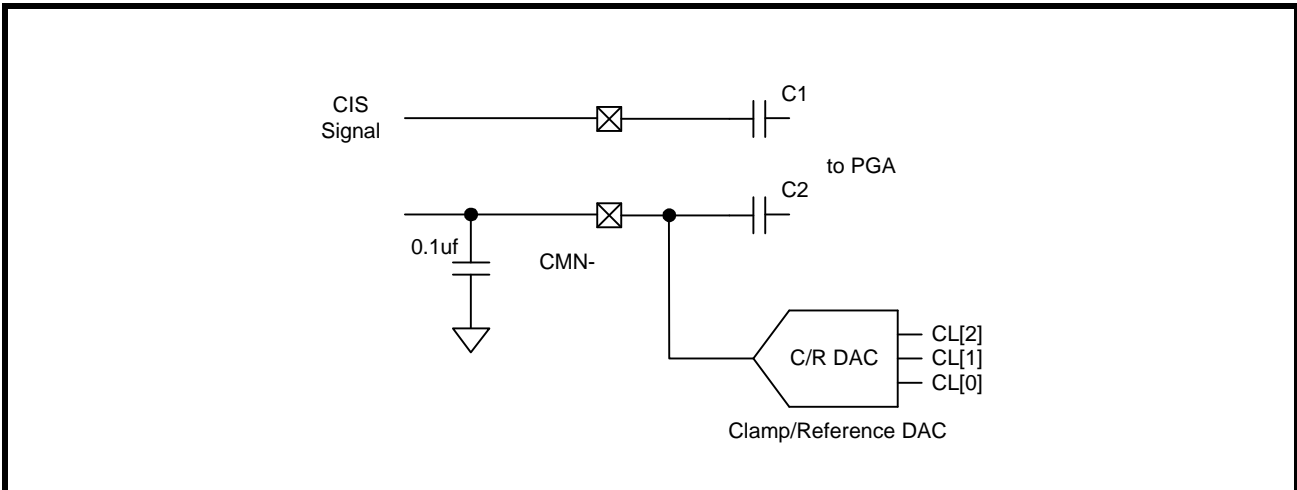 CIS
Signal
C1
to PGA
C2
0.1uf
CMN-
C/R DAC
CL[2]
CL[1]
CL[0]
Clamp/Reference DAC